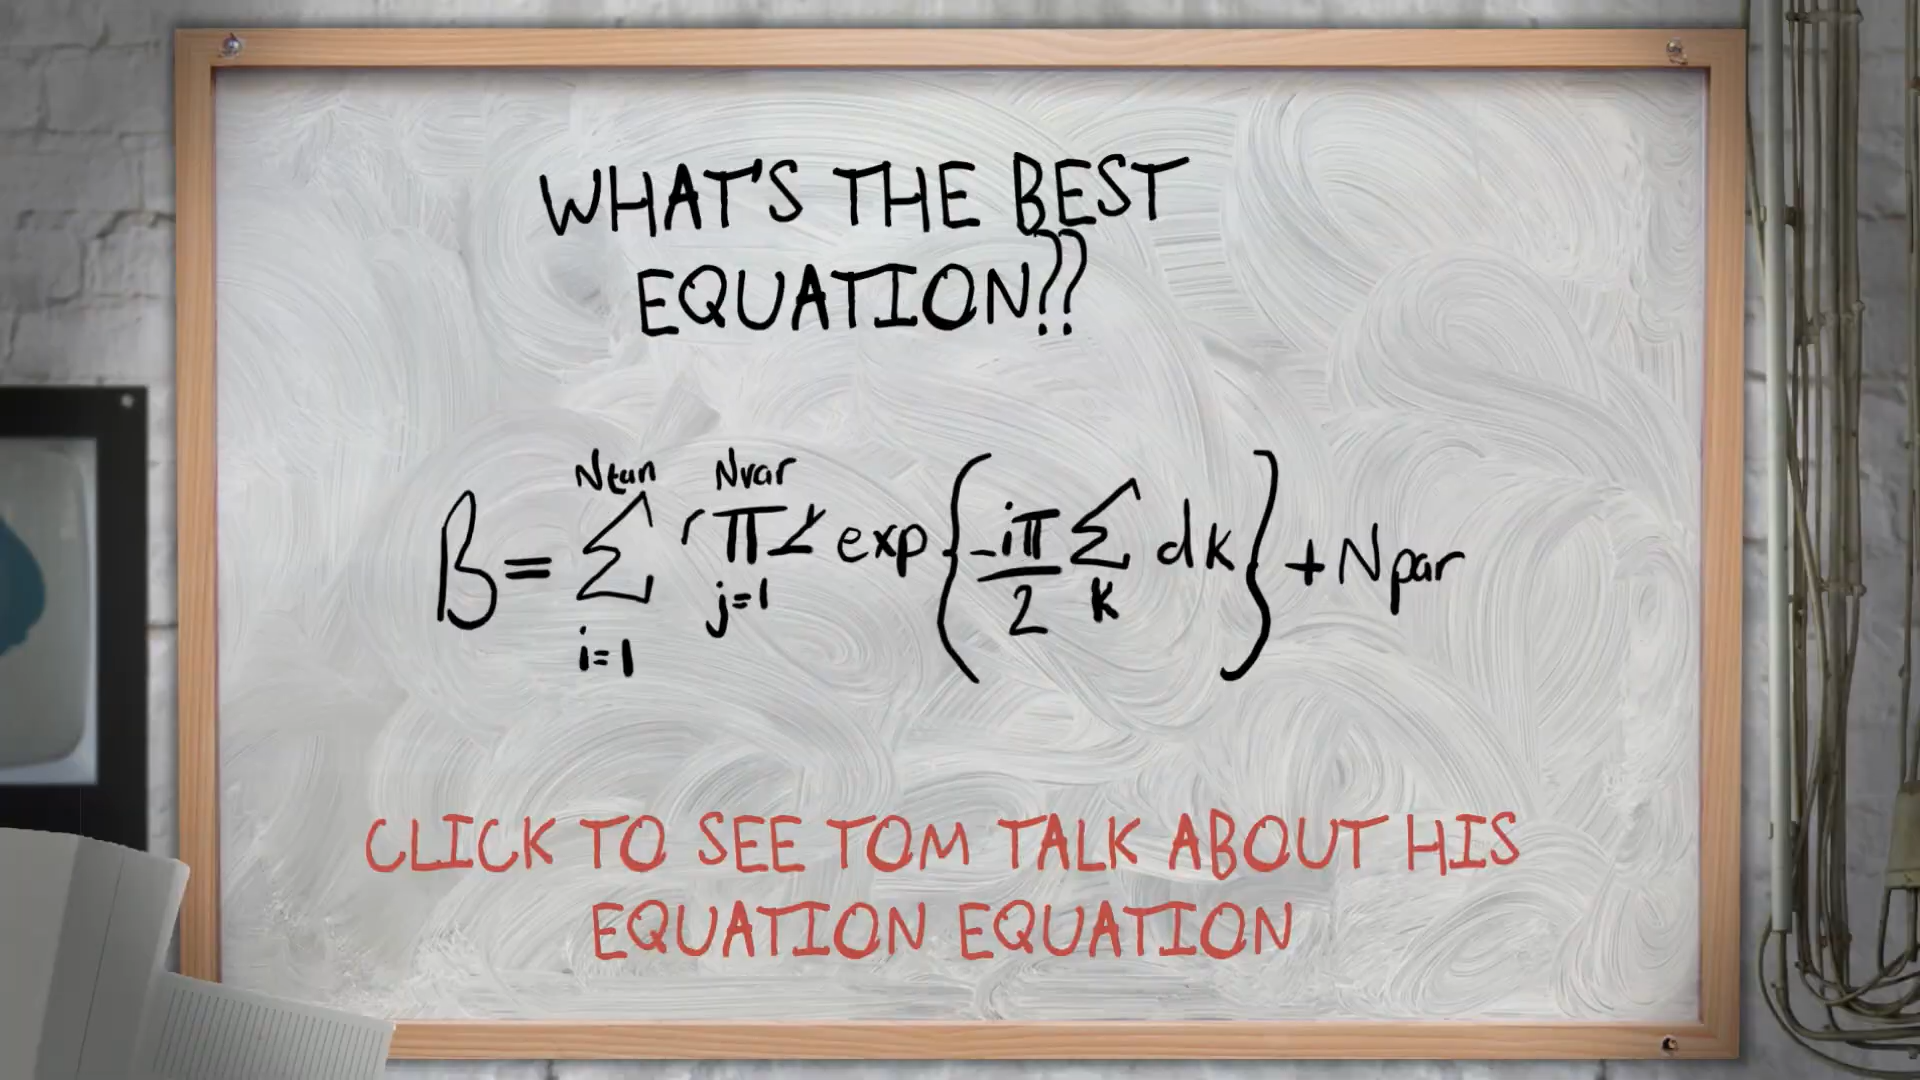 WHAT'S THE BEST
EQUATION??
B = Σ_{i=1}^{Ntan} r π_{j=1}^{Nvar} exp { -iπ/2 Σ_k dk } + Npar
CLICK TO SEE TOM TALK ABOUT HIS
EQUATION EQUATION